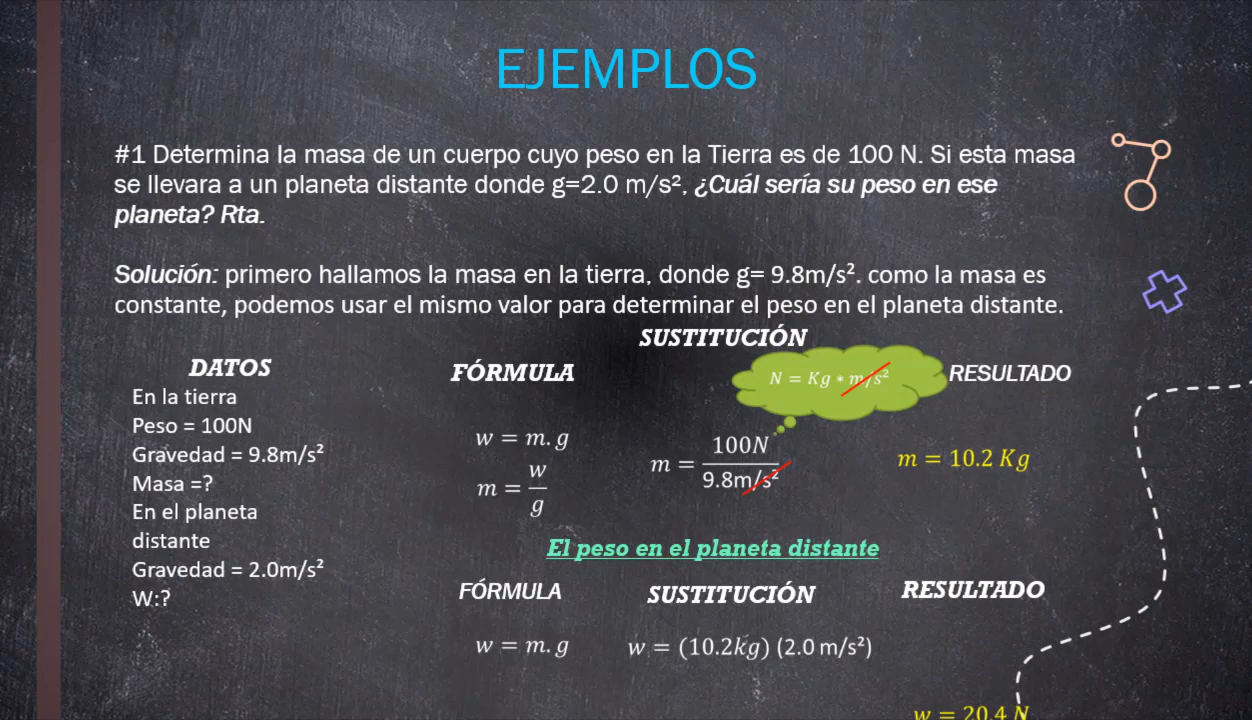 EJEMPLOS
#1 Determina la masa de un cuerpo cuyo peso en la Tierra es de 100 N. Si esta masa
se llevara a un planeta distante donde g=2.0 m/s², ¿Cuál sería su peso en ese
planeta? Rta.
Solución: primero hallamos la masa en la tierra, donde g= 9.8m/s². como la masa es
constante, podemos usar el mismo valor para determinar el peso en el planeta distante.
DATOS
En la tierra
Peso = 100N
Gravedad = 9.8m/s²
Masa =?
En el planeta
distante
Gravedad = 2.0m/s²
W:?
FÓRMULA
w = m. g
m = w/g
SUSTITUCIÓN
N = Kg * m/s²
m = 100N/9.8m/s²
RESULTADO
m = 10.2 Kg
El peso en el planeta distante
FÓRMULA
w = m. g
SUSTITUCIÓN
w = (10.2kg) (2.0 m/s²)
RESULTADO
w = 20.4 N